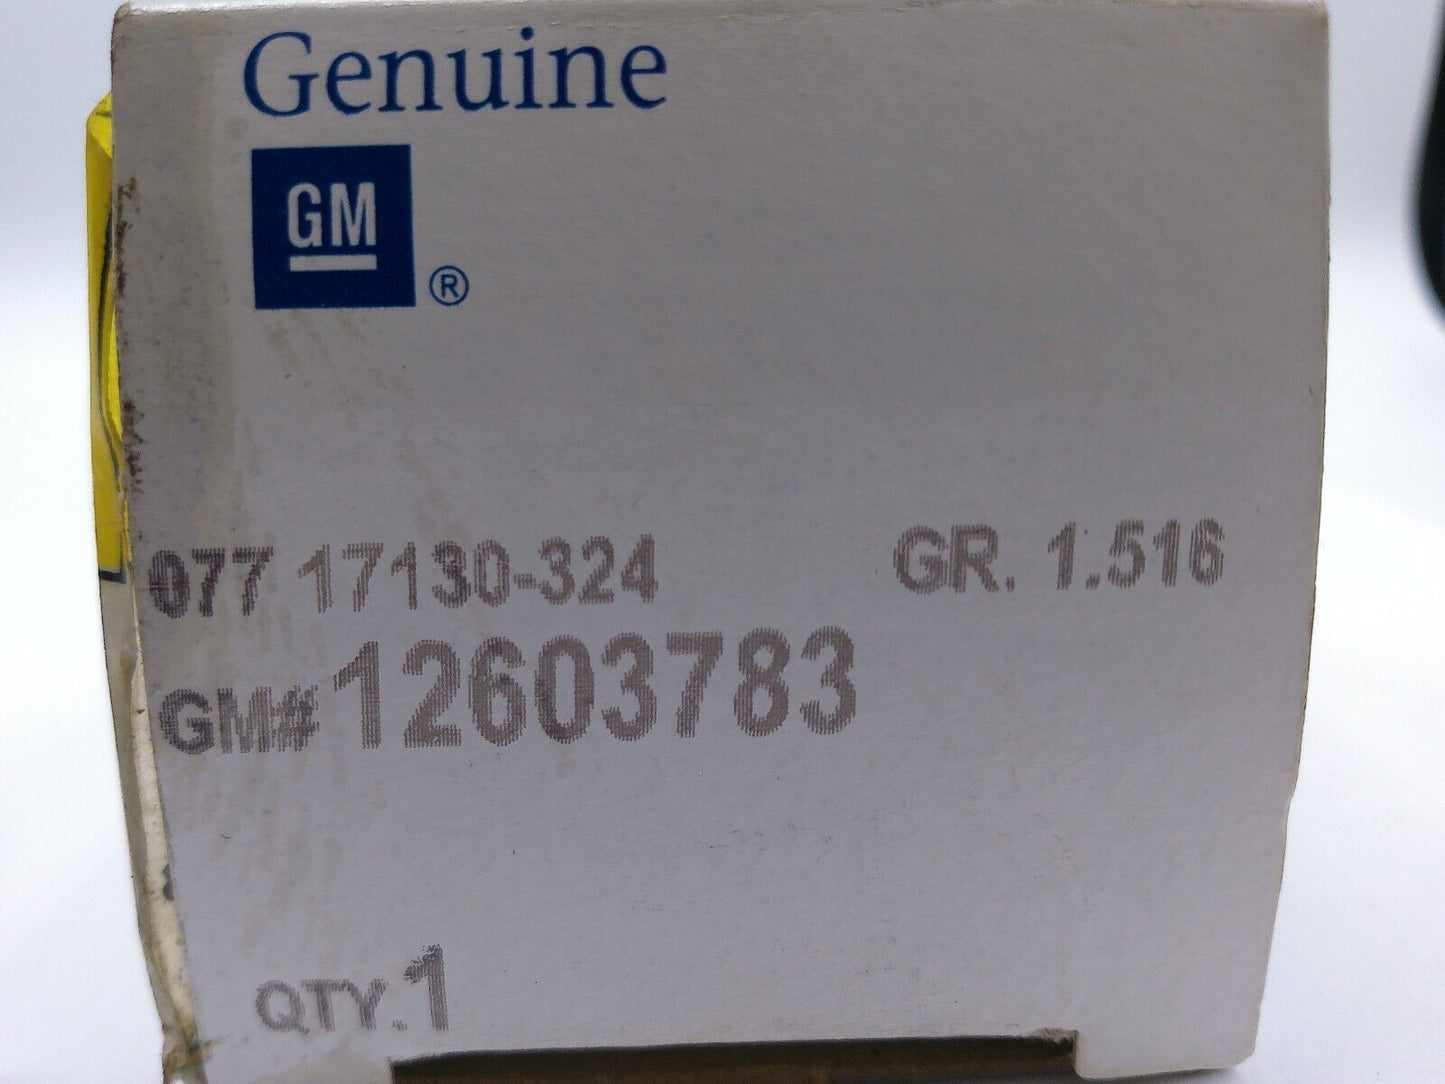 Genuine
GM ®
077 17130-324 GR. 1.516
GM# 12603783
QTY. 1